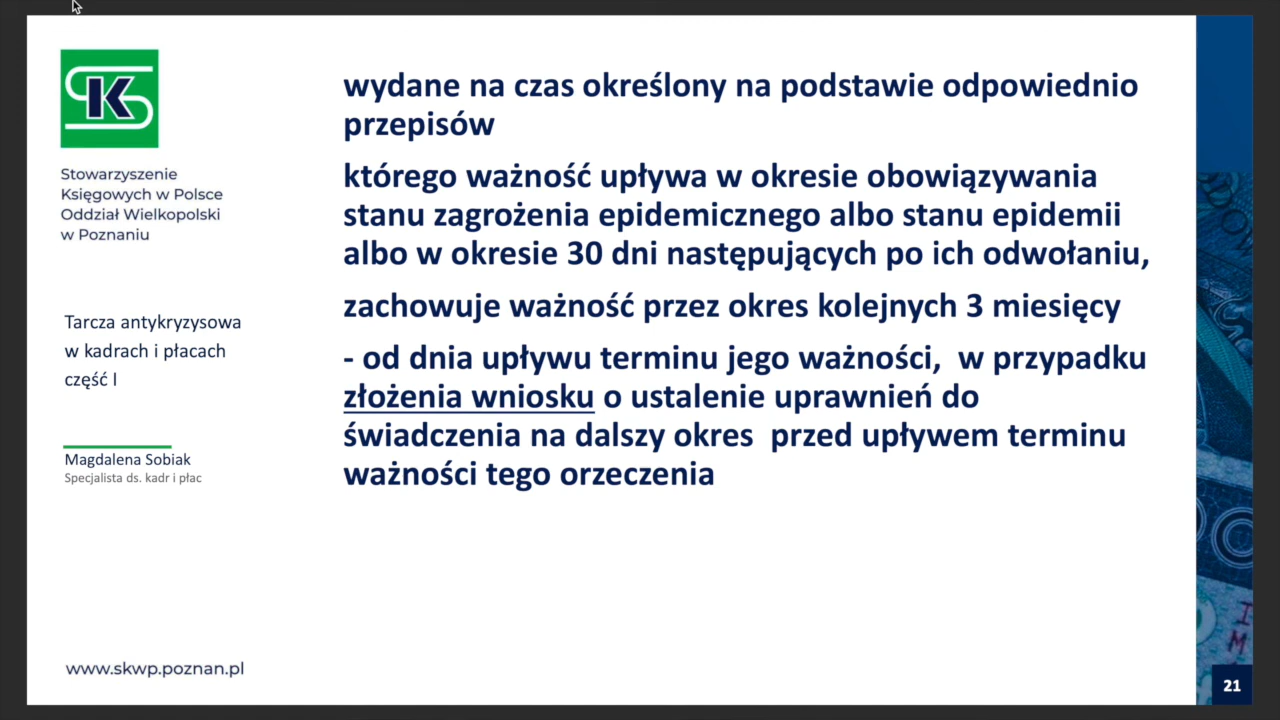 K
Stowarzyszenie
Księgowych w Polsce
Oddział Wielkopolski
w Poznaniu
Tarcza antykryzysowa
w kadrach i płacach
część I
Magdalena Sobiak
Specjalista ds. kadr i płac
www.skwp.poznan.pl
wydane na czas określony na podstawie odpowiednio
przepisów
którego ważność upływa w okresie obowiązywania
stanu zagrożenia epidemicznego albo stanu epidemii
albo w okresie 30 dni następujących po ich odwołaniu,
zachowuje ważność przez okres kolejnych 3 miesięcy
- od dnia upływu terminu jego ważności, w przypadku
złożenia wniosku o ustalenie uprawnień do
świadczenia na dalszy okres przed upływem terminu
ważności tego orzeczenia
21